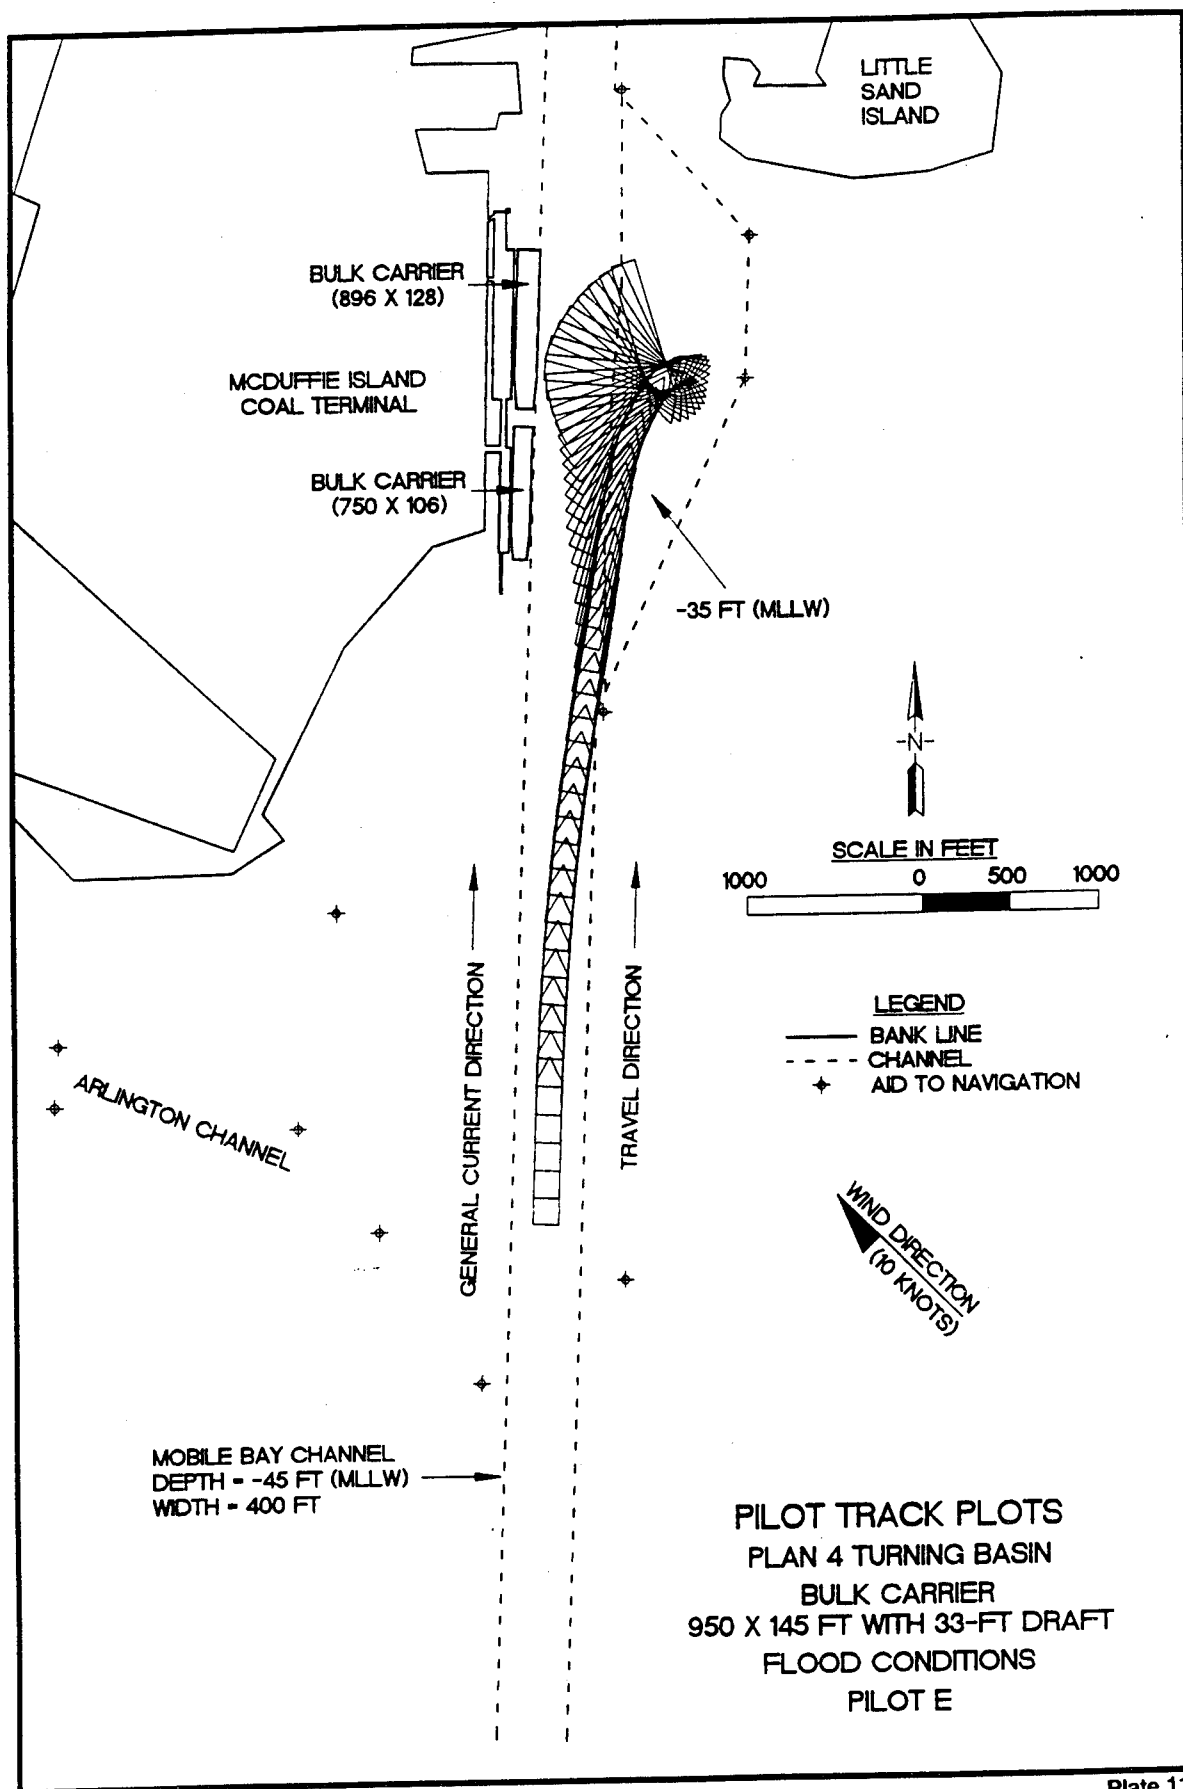 LITTLE
SAND
ISLAND
BULK CARRIER
(896 X 128)
MCDUFFIE ISLAND
COAL TERMINAL
BULK CARRIER
(750 X 106)
-35 FT (MLLW)
-N-
SCALE IN FEET
1000 0 500 1000
LEGEND
BANK LINE
CHANNEL
AID TO NAVIGATION
GENERAL CURRENT DIRECTION
TRAVEL DIRECTION
ARLINGTON CHANNEL
WIND DIRECTION
(10 KNOTS)
MOBILE BAY CHANNEL
DEPTH = -45 FT (MLLW)
WIDTH = 400 FT
PILOT TRACK PLOTS
PLAN 4 TURNING BASIN
BULK CARRIER
950 X 145 FT WITH 33-FT DRAFT
FLOOD CONDITIONS
PILOT E
Plate